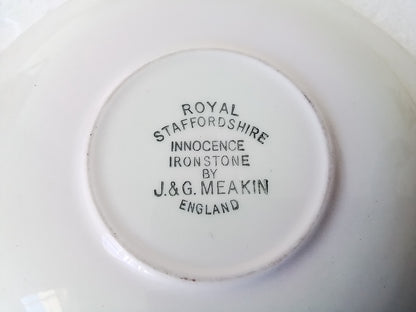 ROYAL
STAFFORDSHIRE
INNOCENCE
IRONSTONE
BY
J.&G. MEAKIN
ENGLAND